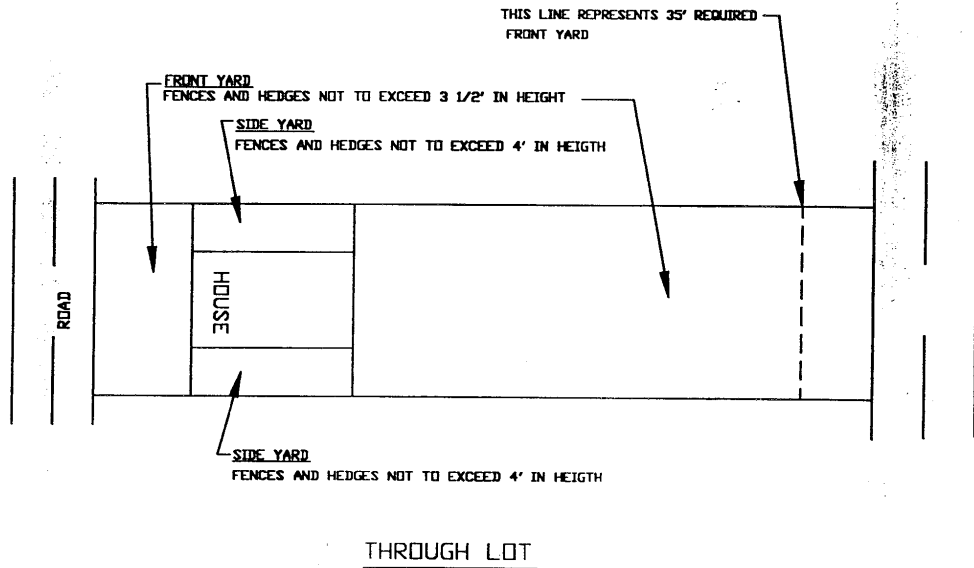 THIS LINE REPRESENTS 35' REQUIRED
FRONT YARD
FRONT YARD
FENCES AND HEDGES NOT TO EXCEED 3 1/2' IN HEIGHT
SIDE YARD
FENCES AND HEDGES NOT TO EXCEED 4' IN HEIGTH
HOUSE
ROAD
SIDE YARD
FENCES AND HEDGES NOT TO EXCEED 4' IN HEIGTH
THROUGH LOT